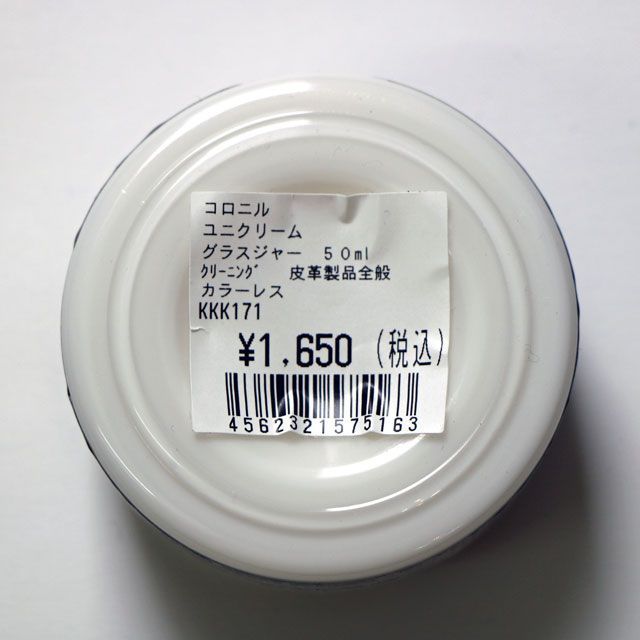 コロニル
ユニクリーム
グラスジャー　５０ml
ｸﾘｰﾆﾝｸﾞ　皮革製品全般
カラーレス
KKK171
¥1,650 (税込)
4562321575163